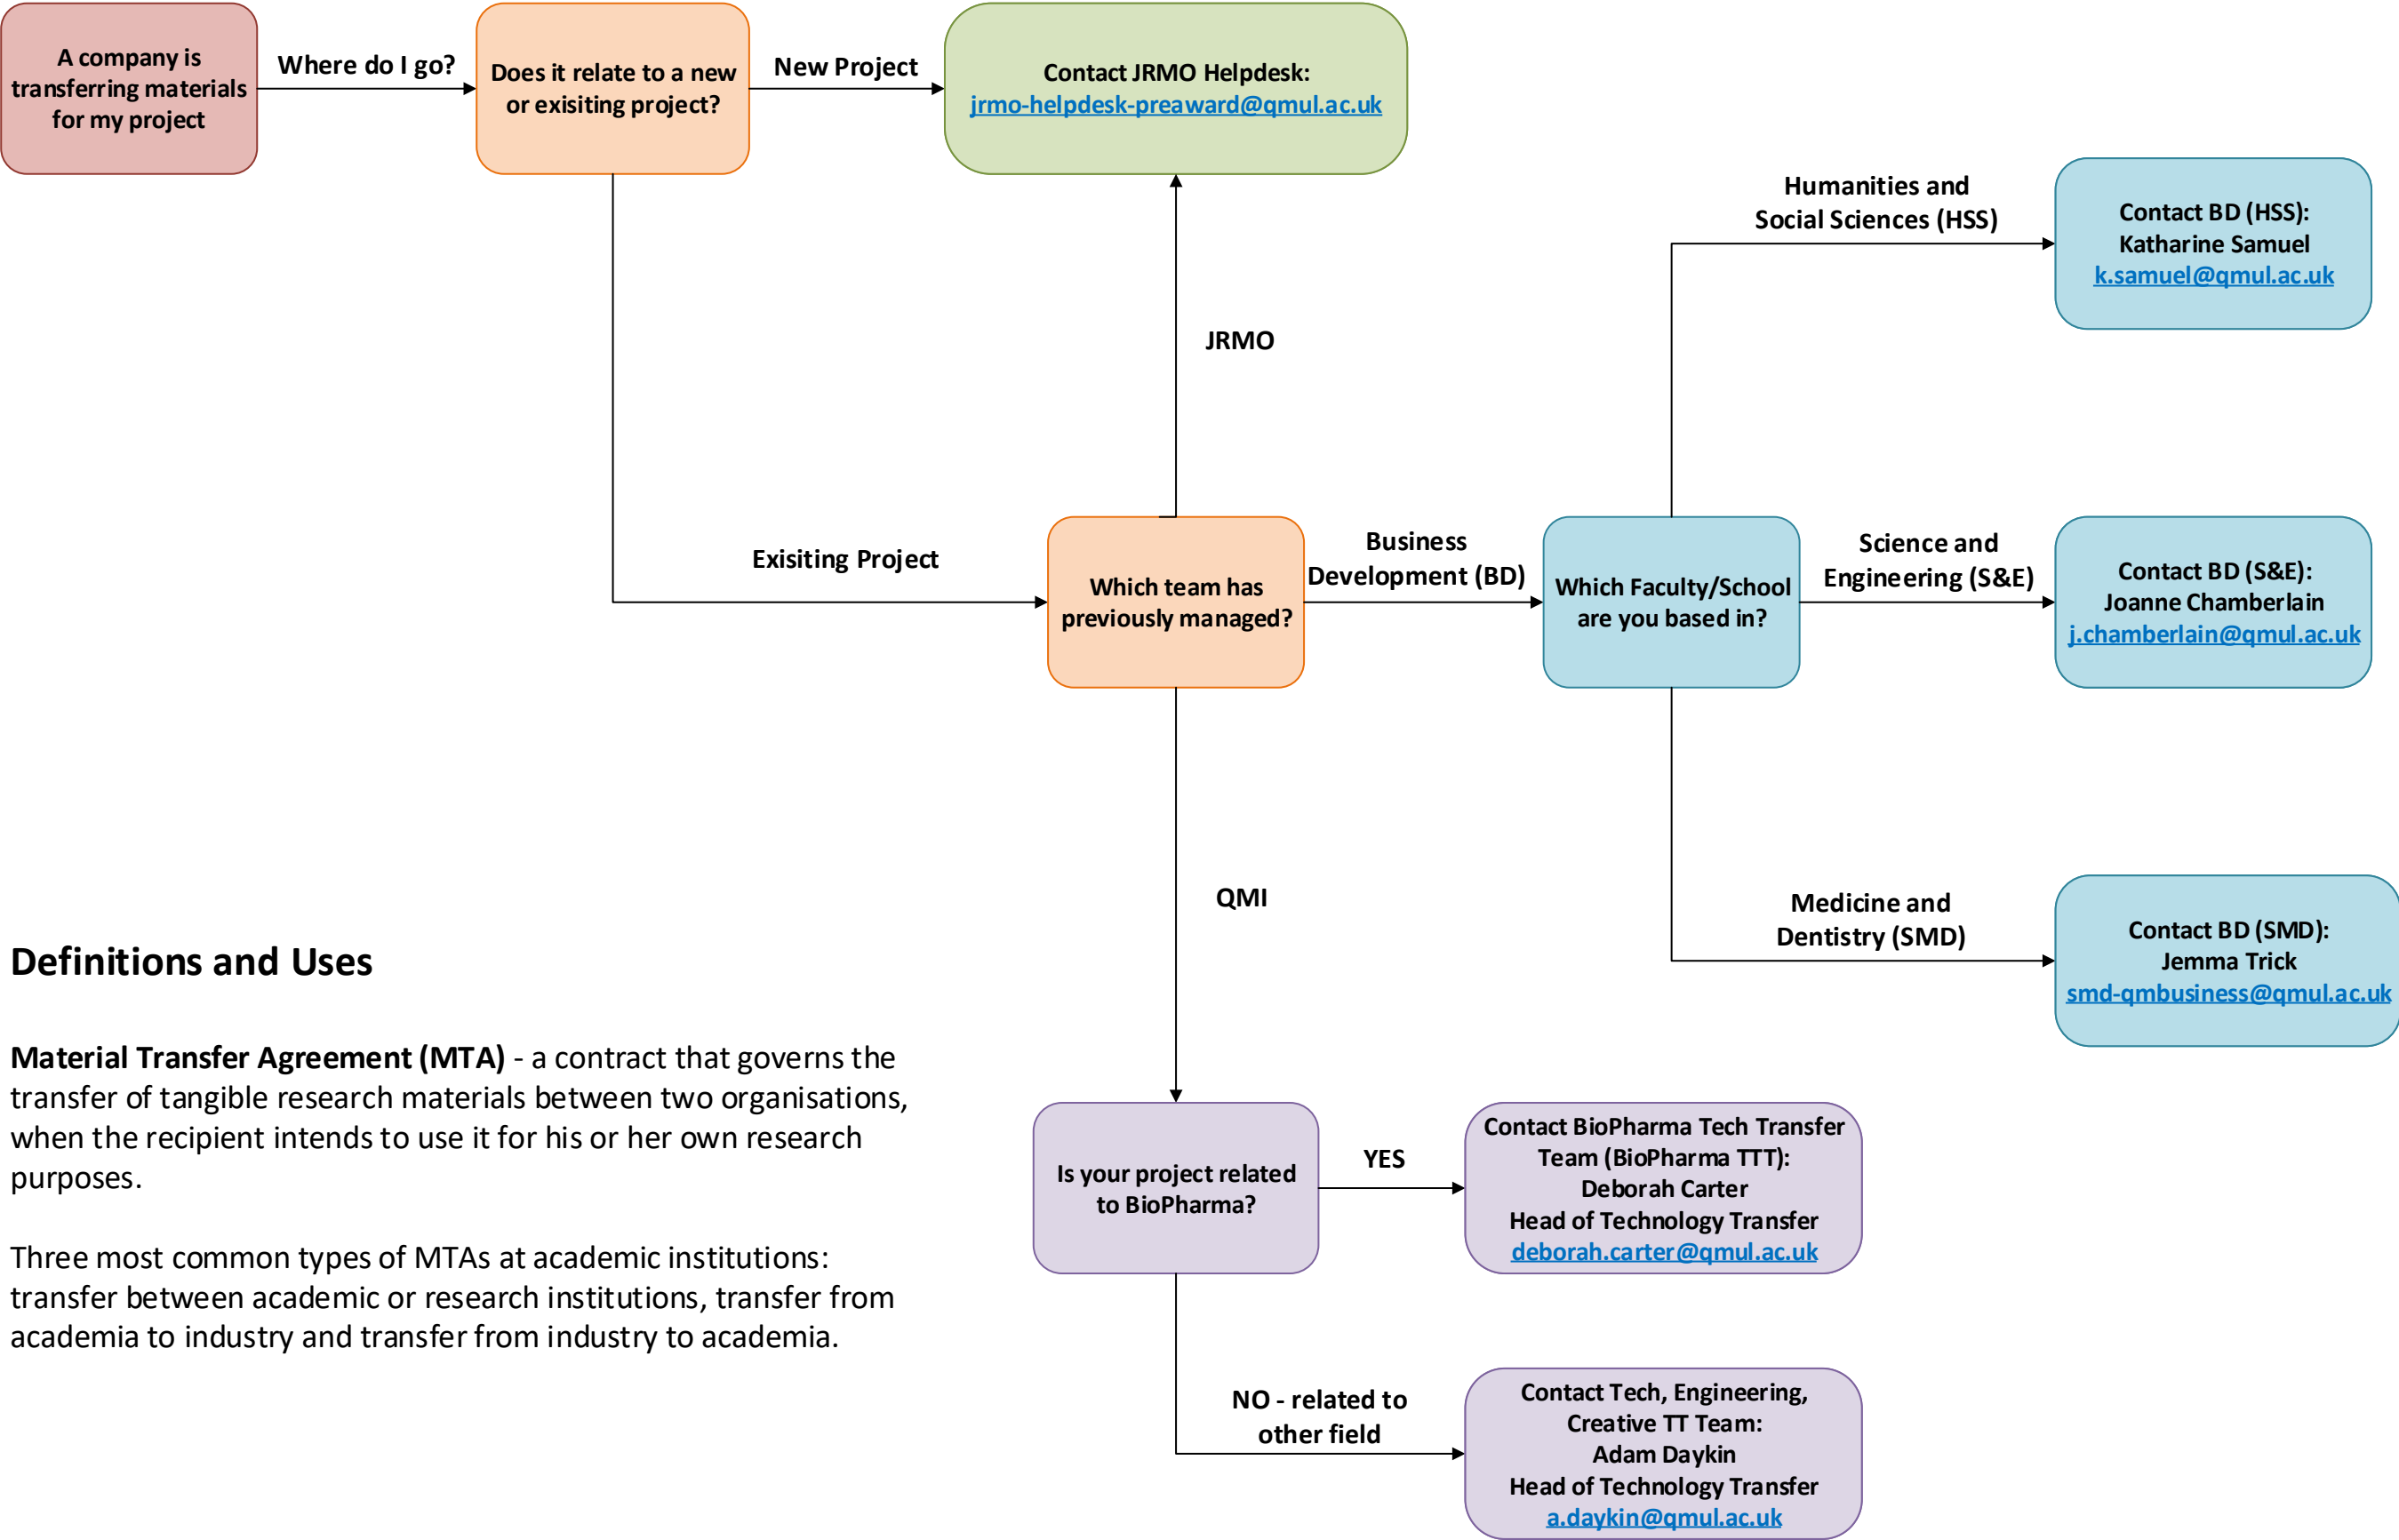 A company is
transferring materials
for my project
Where do I go?
Does it relate to a new
or exisiting project?
New Project
Contact JRMO Helpdesk:
jrmo-helpdesk-preaward@qmul.ac.uk
Humanities and
Social Sciences (HSS)
Contact BD (HSS):
Katharine Samuel
k.samuel@qmul.ac.uk
JRMO
Exisiting Project
Which team has
previously managed?
Business
Development (BD)
Which Faculty/School
are you based in?
Science and
Engineering (S&E)
Contact BD (S&E):
Joanne Chamberlain
j.chamberlain@qmul.ac.uk
QMI
Medicine and
Dentistry (SMD)
Contact BD (SMD):
Jemma Trick
smd-qmbusiness@qmul.ac.uk
Definitions and Uses
Material Transfer Agreement (MTA) - a contract that governs the
transfer of tangible research materials between two organisations,
when the recipient intends to use it for his or her own research
purposes.
Three most common types of MTAs at academic institutions:
transfer between academic or research institutions, transfer from
academia to industry and transfer from industry to academia.
Is your project related
to BioPharma?
YES
Contact BioPharma Tech Transfer
Team (BioPharma TTT):
Deborah Carter
Head of Technology Transfer
deborah.carter@qmul.ac.uk
NO - related to
other field
Contact Tech, Engineering,
Creative TT Team:
Adam Daykin
Head of Technology Transfer
a.daykin@qmul.ac.uk